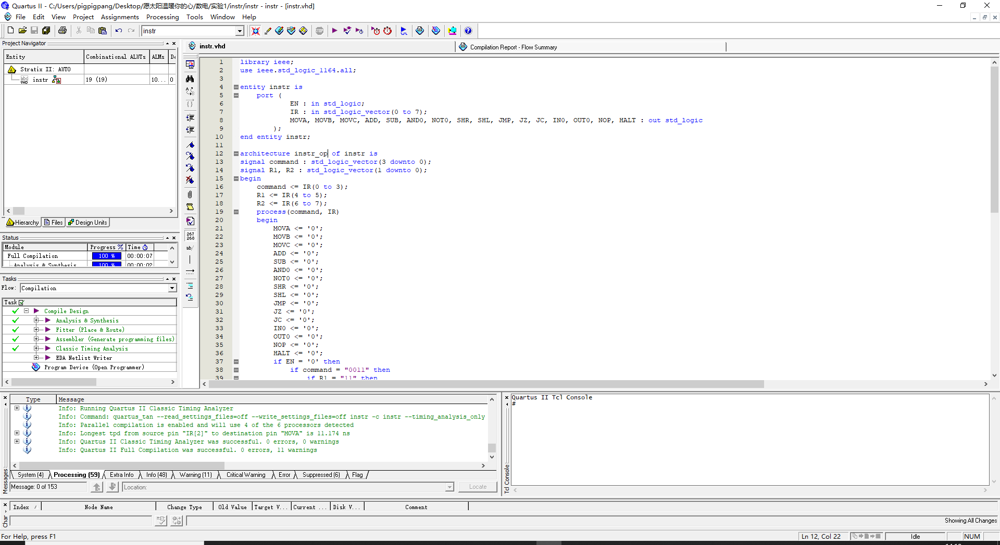 Quartus II - C:/Users/pigpigpang/Desktop/愿太阳温暖你的心/数电/实验1/instr/instr - instr - [instr.vhd]
File Edit View Project Assignments Processing Tools Window Help
instr
Project Navigator
Entity Combinational ALUTs ALMs De
Stratix II: AUTO
instr 19 (19) 10... 0
Hierarchy Files Design Units
Status
Module Progress % Time
Full Compilation 100 % 00:00:07
Analysis & Synthesis 100 % 00:00:02
Tasks
Flow: Compilation
Task
Compile Design
Analysis & Synthesis
Fitter (Place & Route)
Assembler (Generate programming files)
Classic Timing Analysis
EDA Netlist Writer
Program Device (Open Programmer)
267
268
ab/
instr.vhd
Compilation Report - Flow Summary
1 library ieee;
2 use ieee.std_logic_1164.all;
3
4 entity instr is
5 port (
6 EN : in std_logic;
7 IR : in std_logic_vector(0 to 7);
8 MOVA, MOVB, MOVC, ADD, SUB, AND0, NOT0, SHR, SHL, JMP, JZ, JC, IN0, OUT0, NOP, HALT : out std_logic
9 );
10 end entity instr;
11
12 architecture instr_op of instr is
13 signal command : std_logic_vector(3 downto 0);
14 signal R1, R2 : std_logic_vector(1 downto 0);
15 begin
16 command <= IR(0 to 3);
17 R1 <= IR(4 to 5);
18 R2 <= IR(6 to 7);
19 process(command, IR)
20 begin
21 MOVA <= '0';
22 MOVB <= '0';
23 MOVC <= '0';
24 ADD <= '0';
25 SUB <= '0';
26 AND0 <= '0';
27 NOT0 <= '0';
28 SHR <= '0';
29 SHL <= '0';
30 JMP <= '0';
31 JZ <= '0';
32 JC <= '0';
33 IN0 <= '0';
34 OUT0 <= '0';
35 NOP <= '0';
36 HALT <= '0';
37 if EN = '0' then
38 if command = "0011" then
39 if R1 = "11" then
Type Message
Info: Running Quartus II Classic Timing Analyzer
Info: Command: quartus_tan --read_settings_files=off --write_settings_files=off instr -c instr --timing_analysis_only
Info: Parallel compilation is enabled and will use 4 of the 6 processors detected
Info: Longest tpd from source pin "IR[2]" to destination pin "MOVA" is 11.174 ns
Info: Quartus II Classic Timing Analyzer was successful. 0 errors, 0 warnings
Info: Quartus II Full Compilation was successful. 0 errors, 11 warnings
System (4) Processing (59) Extra Info Info (48) Warning (11) Critical Warning Error Suppressed (6) Flag
Messages
Message: 0 of 153 Location: Locate
Quartus II Tcl Console
#
Tcl Console
Index / Node Name Change Type Old Value Target V... Current ... Disk V... Comment
Char
Showing All Changes
For Help, press F1 Ln 12, Col 22 Idle NUM